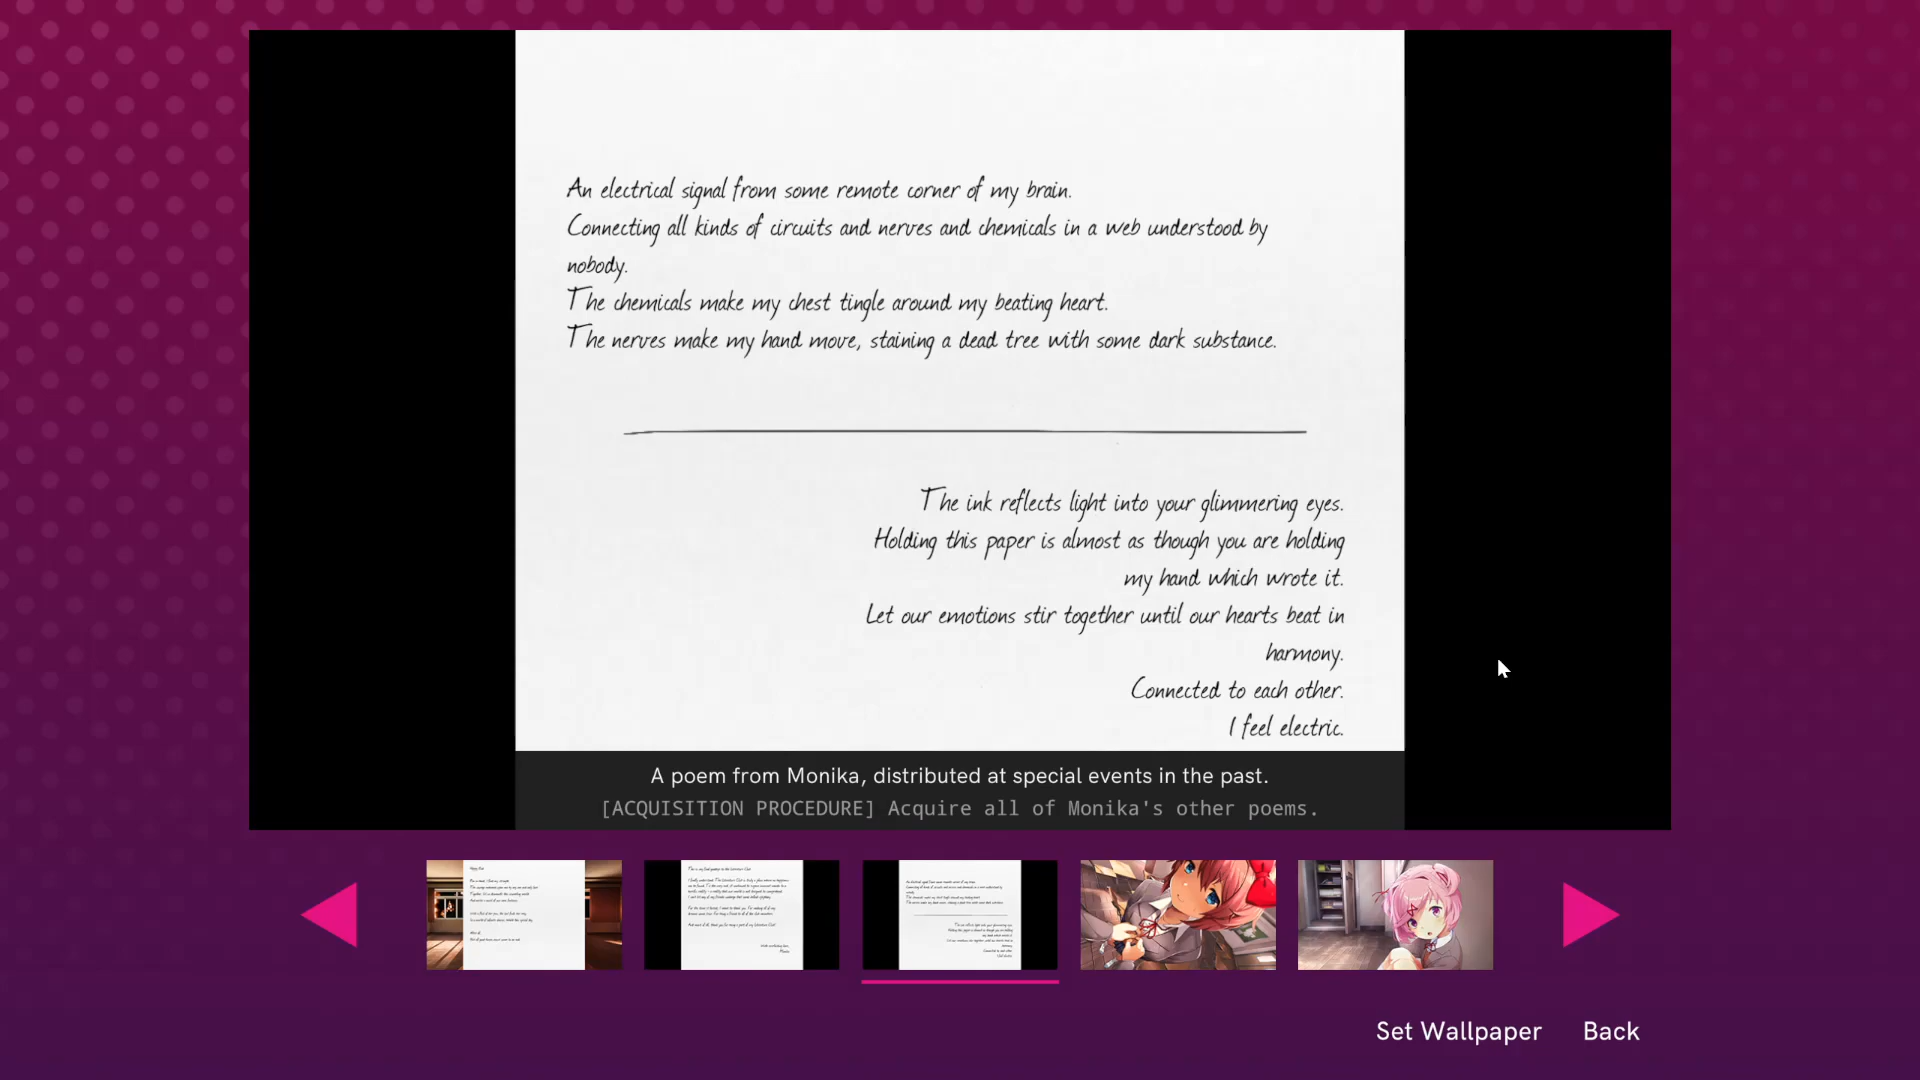 An electrical signal from some remote corner of my brain.
Connecting all kinds of circuits and nerves and chemicals in a web understood by
nobody.
The chemicals make my chest tingle around my beating heart.
The nerves make my hand move, staining a dead tree with some dark substance.
The ink reflects light into your glimmering eyes.
Holding this paper is almost as though you are holding
my hand which wrote it.
Let our emotions stir together until our hearts beat in
harmony.
Connected to each other.
I feel electric.
A poem from Monika, distributed at special events in the past.
[ACQUISITION PROCEDURE] Acquire all of Monika's other poems.
Set Wallpaper
Back